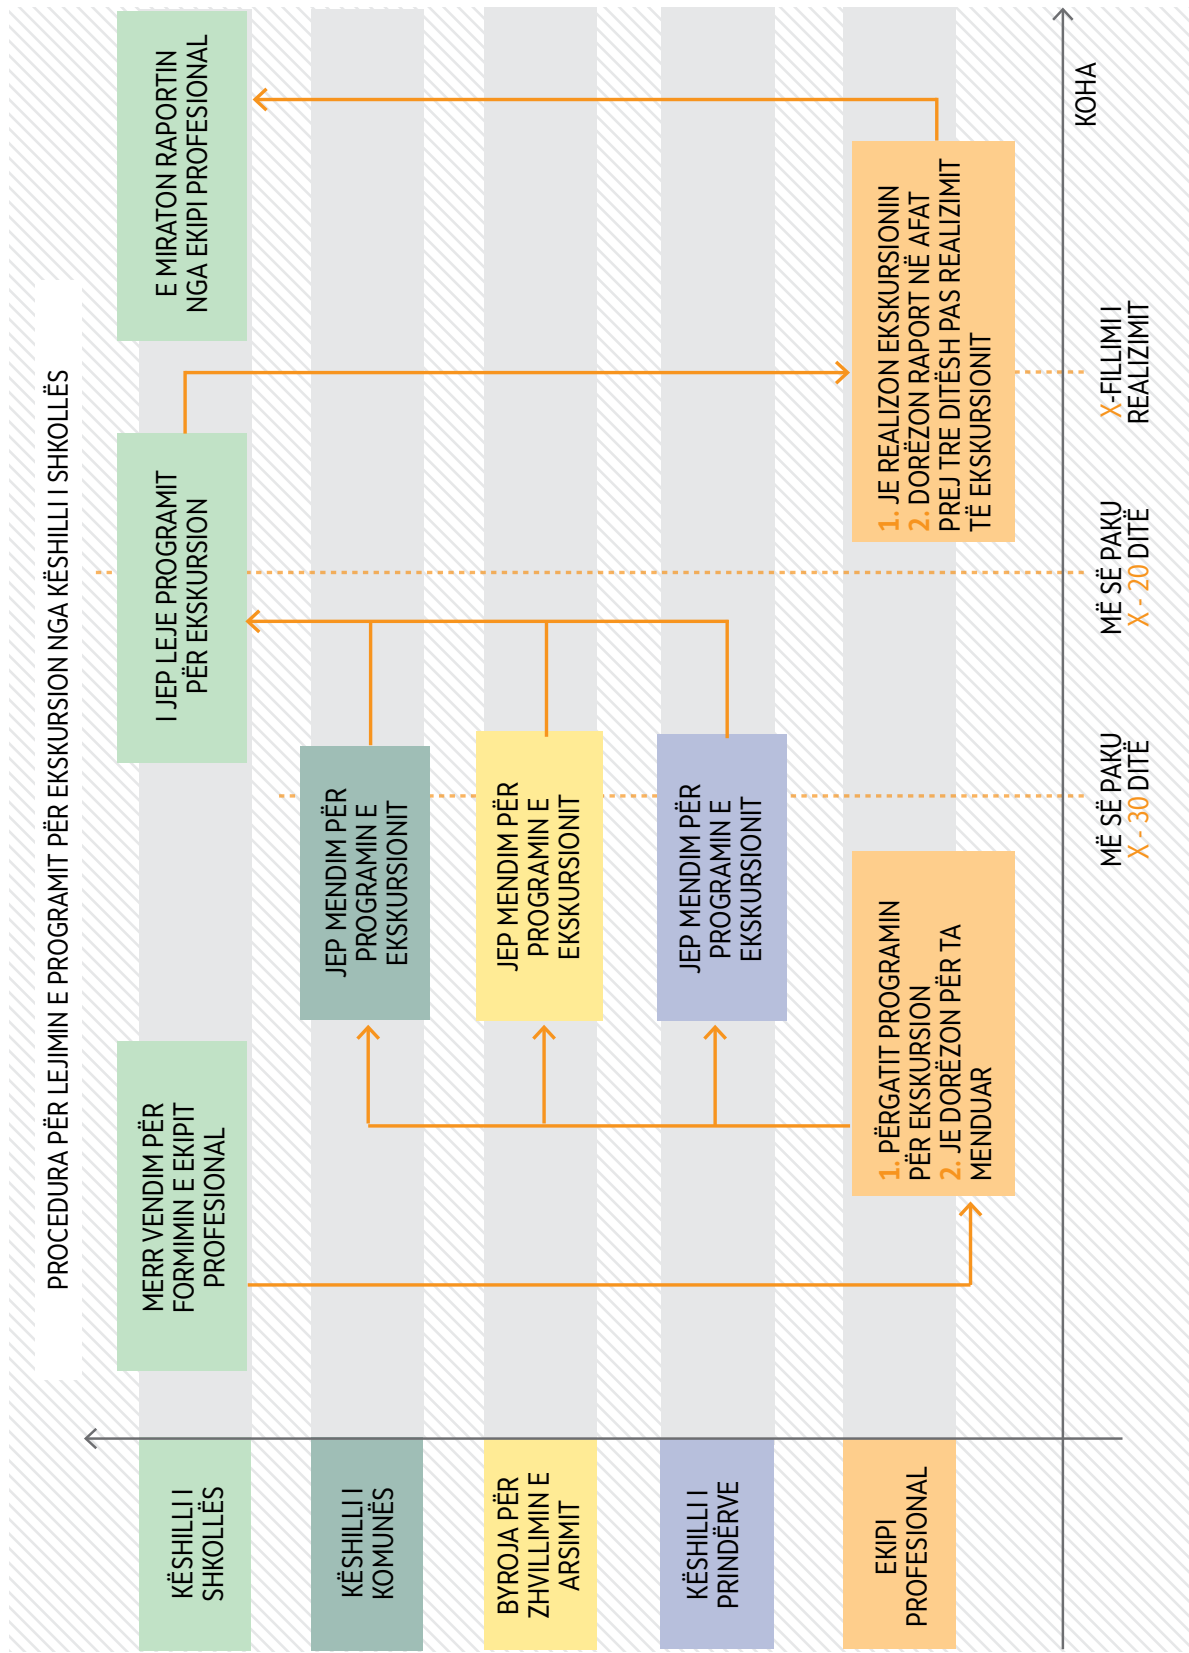 PROCEDURA PËR LEJIMIN E PROGRAMIT PËR EKSKURSION NGA KËSHILLI I SHKOLLËS
KËSHILLI I
SHKOLLËS
MERR VENDIM PËR
FORMIMIN E EKIPIT
PROFESIONAL
I JEP LEJE PROGRAMIT
PËR EKSKURSION
E MIRATON RAPORTIN
NGA EKIPI PROFESIONAL
KËSHILLI I
KOMUNËS
JEP MENDIM PËR
PROGRAMIN E
EKSKURSIONIT
BYROJA PËR
ZHVILLIMIN E
ARSIMIT
JEP MENDIM PËR
PROGRAMIN E
EKSKURSIONIT
KËSHILLI I
PRINDËRVE
JEP MENDIM PËR
PROGRAMIN E
EKSKURSIONIT
EKIPI
PROFESIONAL
1. PËRGATIT PROGRAMIN
PËR EKSKURSION
2. JE DORËZON PËR TA
MENDUAR
1. JE REALIZON EKSKURSIONIN
2. DORËZON RAPORT NË AFAT
PREJ TRE DITËSH PAS REALIZIMIT
TË EKSKURSIONIT
KOHA
MË SË PAKU
X - 30 DITË
MË SË PAKU
X - 20 DITË
X-FILLIMI I
REALIZIMIT